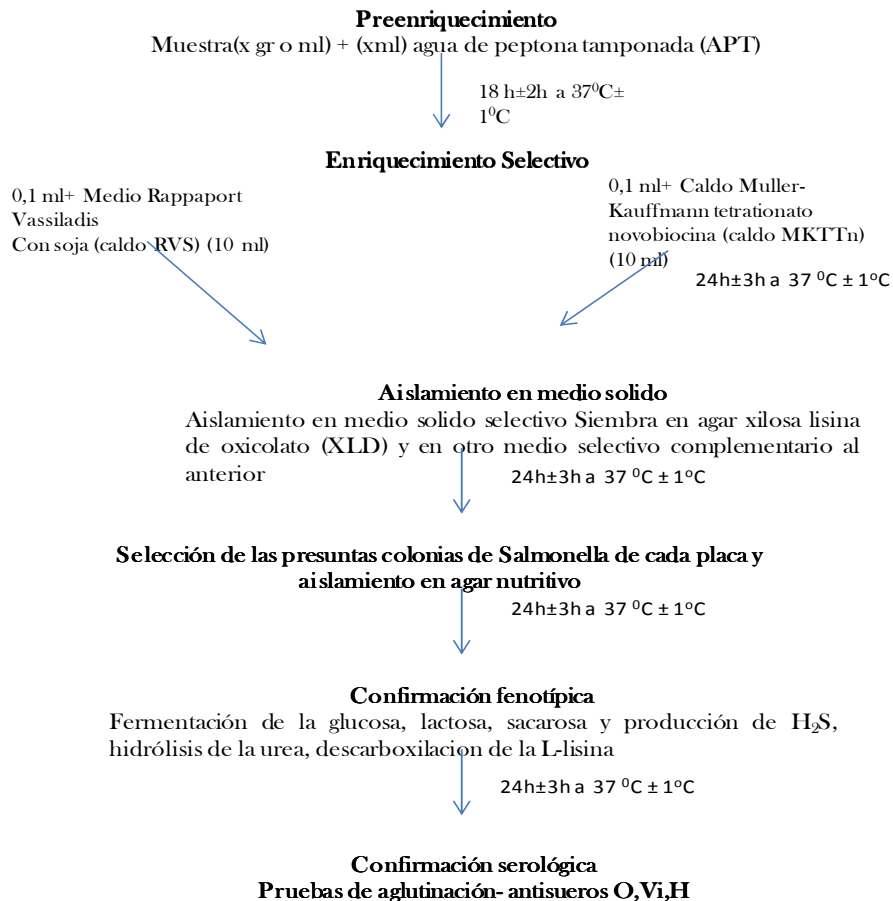 Preenriquecimiento
Muestra(x gr o ml) + (xml) agua de peptona tamponada (APT)
18 h±2h a 37⁰C±
1⁰C
Enriquecimiento Selectivo
0,1 ml+ Medio Rappaport
Vassiladis
Con soja (caldo RVS) (10 ml)
0,1 ml+ Caldo Muller-
Kauffmann tetrationato
novobiocina (caldo MKTTn)
(10 ml)
24h±3h a 37 ⁰C ± 1ºC
Aislamiento en medio solido
Aislamiento en medio solido selectivo Siembra en agar xilosa lisina
de oxicolato (XLD) y en otro medio selectivo complementario al
anterior
24h±3h a 37 ⁰C ± 1ºC
Selección de las presuntas colonias de Salmonella de cada placa y
aislamiento en agar nutritivo
24h±3h a 37 ⁰C ± 1ºC
Confirmación fenotípica
Fermentación de la glucosa, lactosa, sacarosa y producción de H₂S,
hidrólisis de la urea, descarboxilacion de la L-lisina
24h±3h a 37 ⁰C ± 1ºC
Confirmación serológica
Pruebas de aglutinación- antisueros O,Vi,H